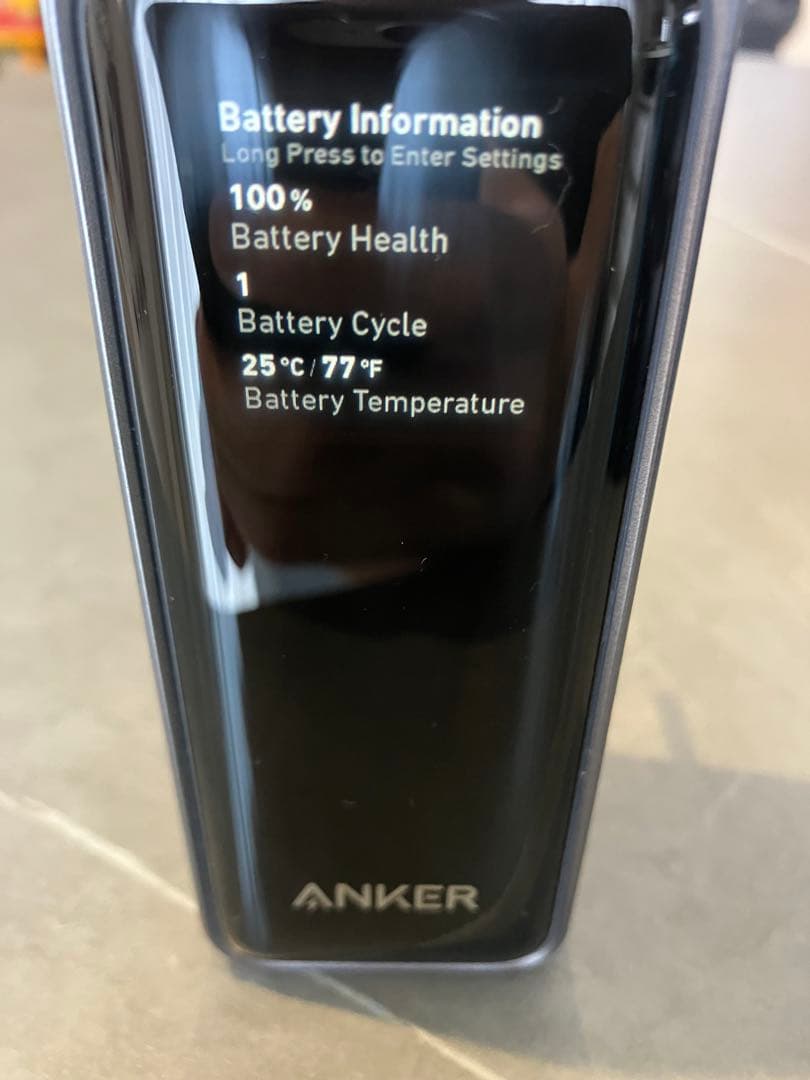 Battery Information
Long Press to Enter Settings
100%
Battery Health
1
Battery Cycle
25°C / 77°F
Battery Temperature
ANKER